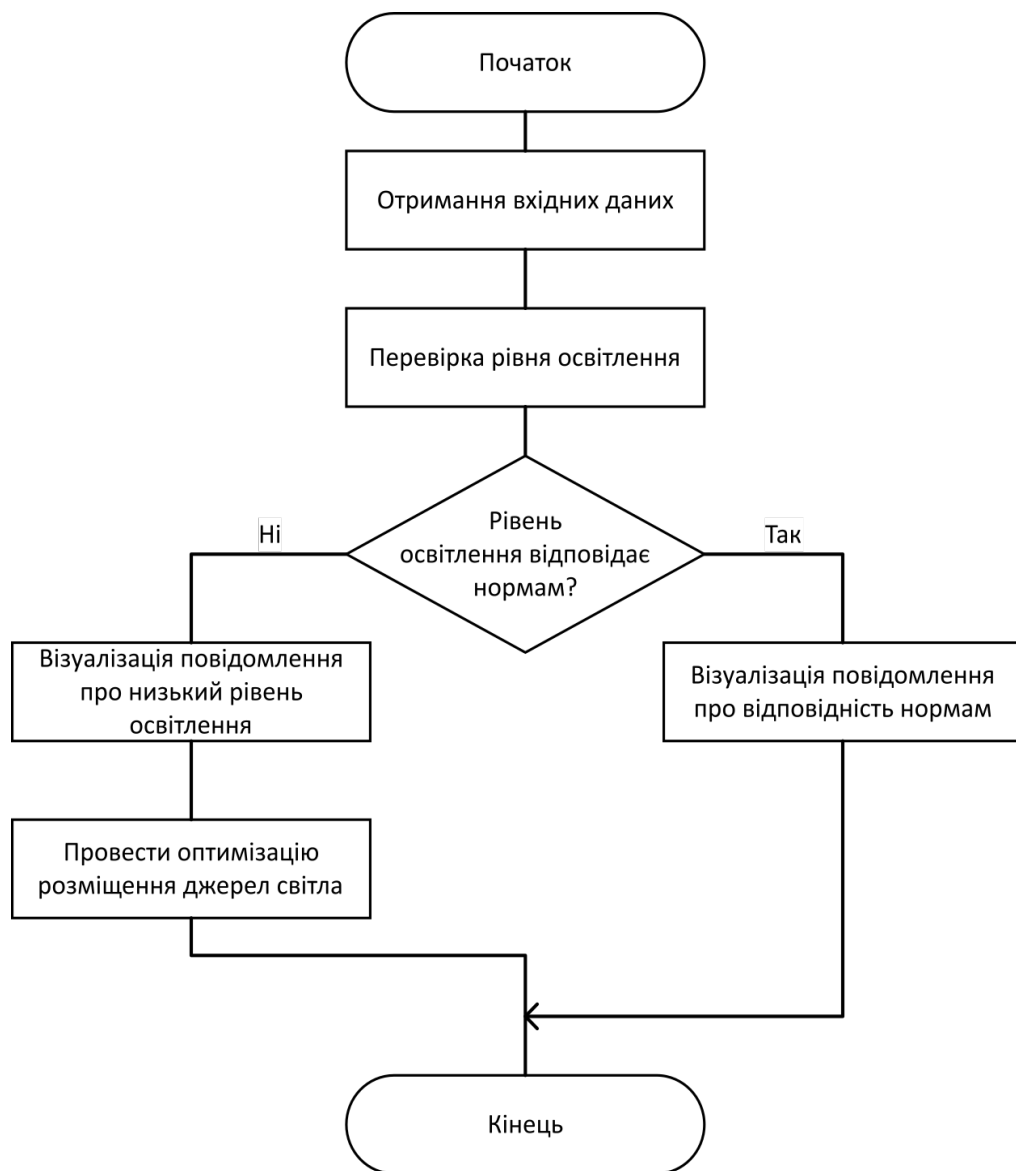 Початок
Отримання вхідних даних
Перевірка рівня освітлення
Рівень
освітлення відповідає
нормам?
Ні
Так
Візуалізація повідомлення
про низький рівень
освітлення
Візуалізація повідомлення
про відповідність нормам
Провести оптимізацію
розміщення джерел світла
Кінець